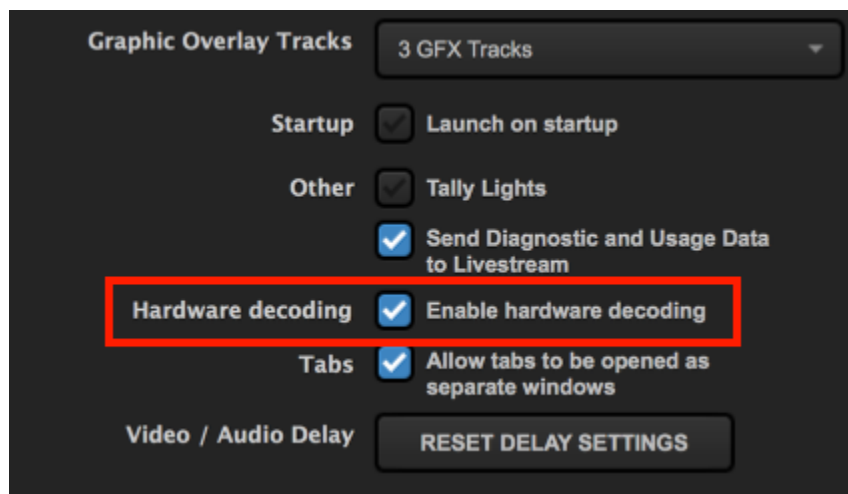 Graphic Overlay Tracks 3 GFX Tracks
Startup Launch on startup
Other Tally Lights
Send Diagnostic and Usage Data
to Livestream
Hardware decoding Enable hardware decoding
Tabs Allow tabs to be opened as
separate windows
Video / Audio Delay RESET DELAY SETTINGS